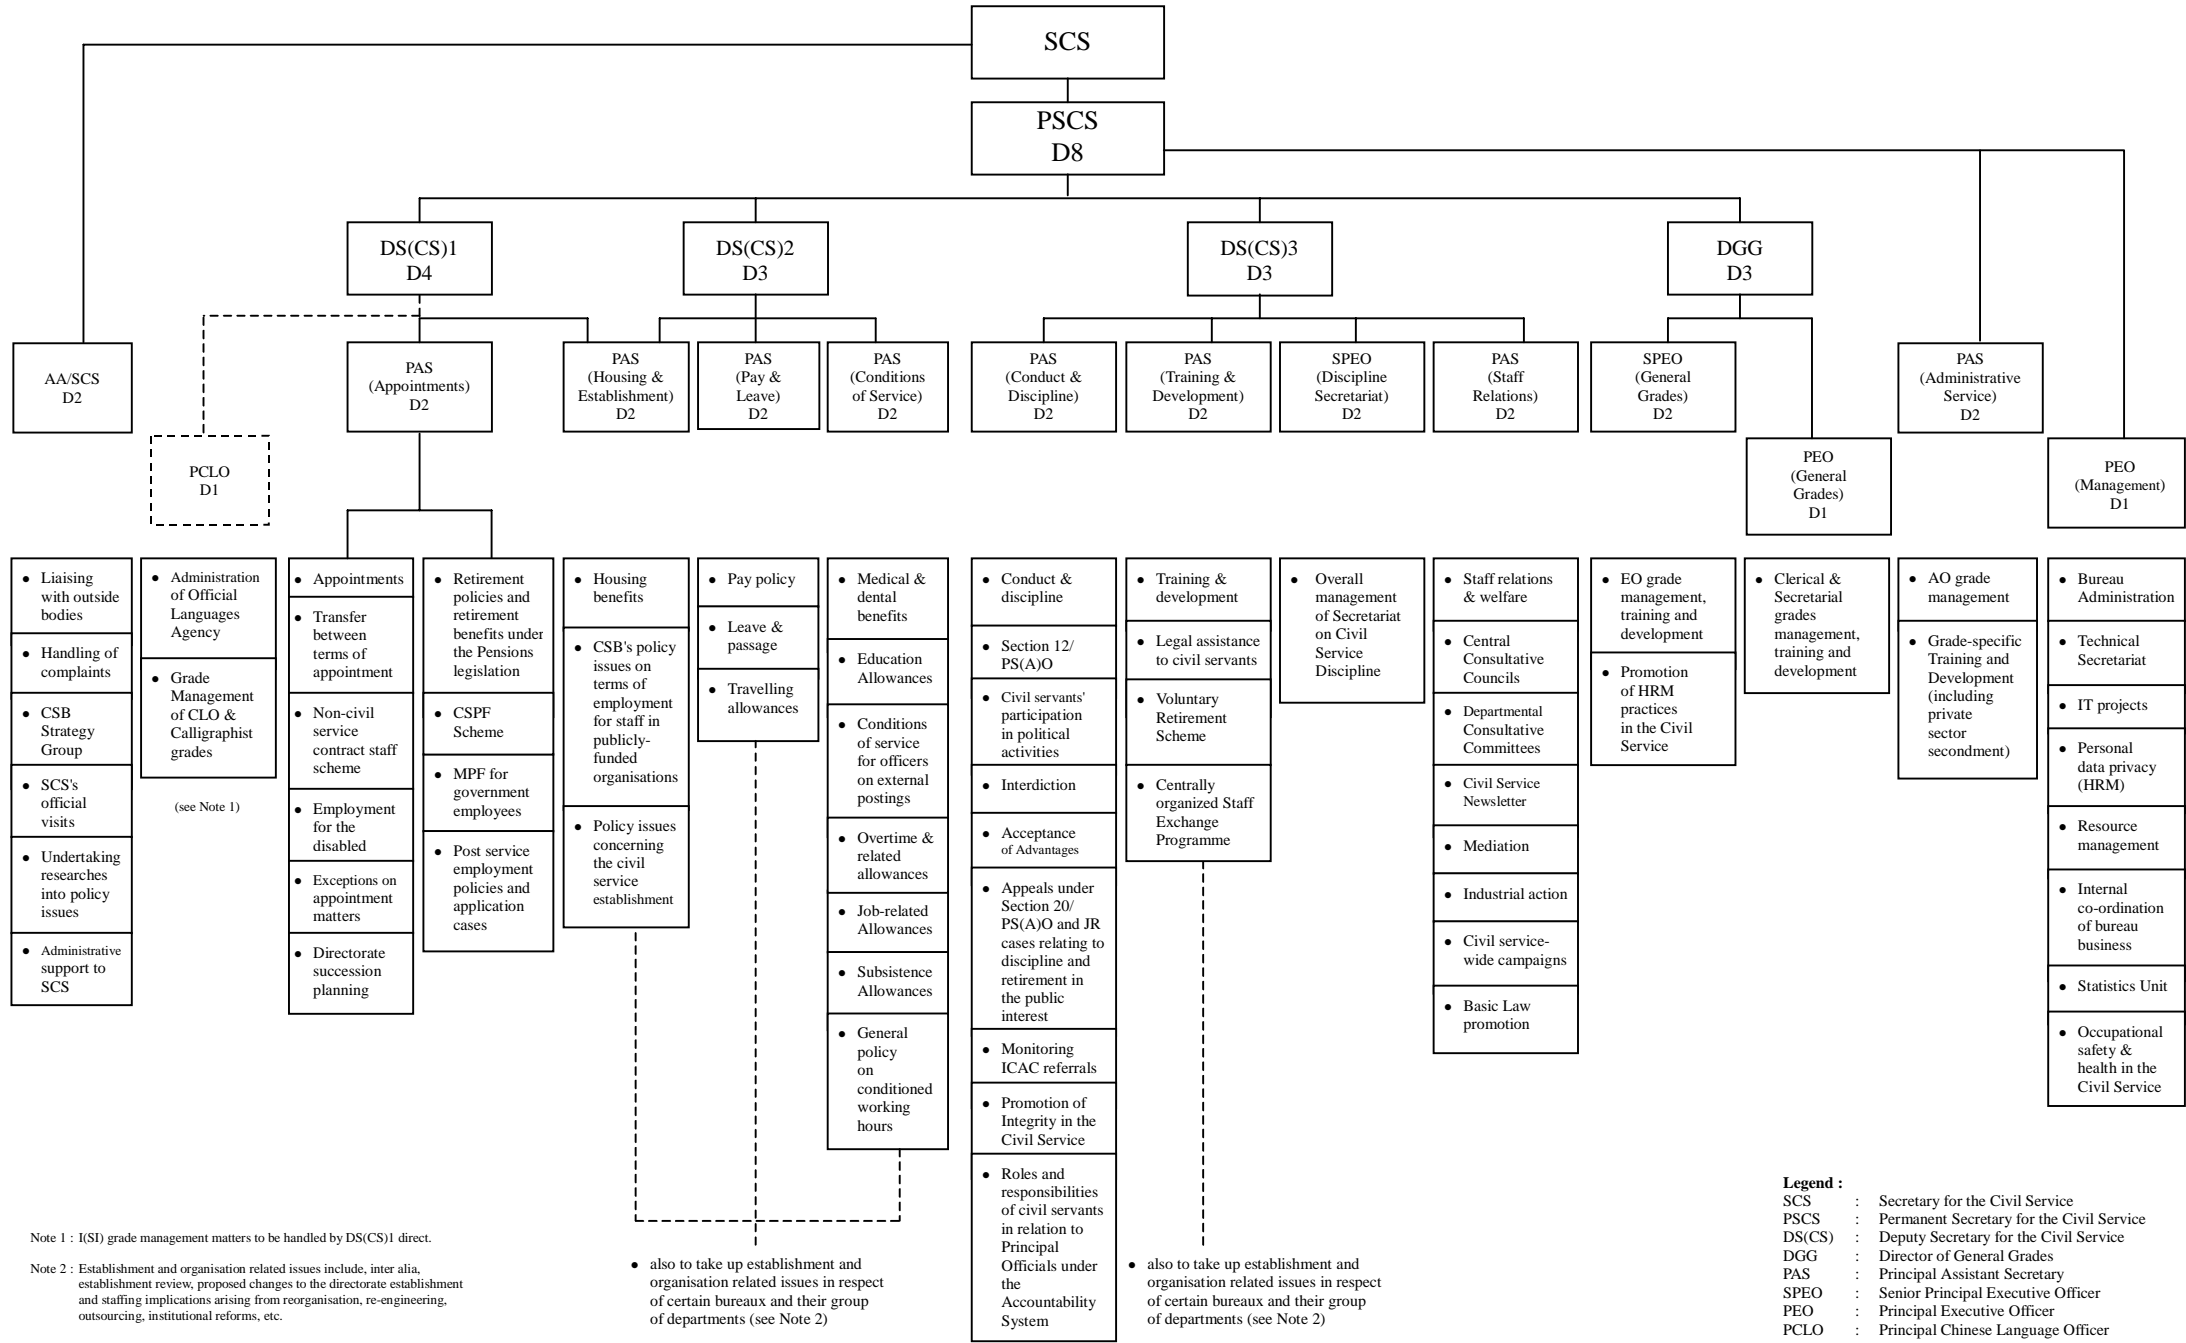 SCS
PSCS
D8
DS(CS)1
D4
DS(CS)2
D3
DS(CS)3
D3
DGG
D3
AA/SCS
D2
PCLO
D1
PAS
(Appointments)
D2
PAS
(Housing &
Establishment)
D2
PAS
(Pay &
Leave)
D2
PAS
(Conditions
of Service)
D2
PAS
(Conduct &
Discipline)
D2
PAS
(Training &
Development)
D2
SPEO
(Discipline
Secretariat)
D2
PAS
(Staff
Relations)
D2
SPEO
(General
Grades)
D2
PEO
(General
Grades)
D1
PAS
(Administrative
Service)
D2
PEO
(Management)
D1
• Liaising
with outside
bodies
• Handling of
complaints
• CSB
Strategy
Group
• SCS's
official
visits
• Undertaking
researches
into policy
issues
• Administrative
support to
SCS
• Administration
of Official
Languages
Agency
• Grade
Management
of CLO &
Calligraphist
grades
(see Note 1)
• Appointments
• Transfer
between
terms of
appointment
• Non-civil
service
contract staff
scheme
• Employment
for the
disabled
• Exceptions on
appointment
matters
• Directorate
succession
planning
• Retirement
policies and
retirement
benefits under
the Pensions
legislation
• CSPF
Scheme
• MPF for
government
employees
• Post service
employment
policies and
application
cases
• Housing
benefits
• CSB's policy
issues on
terms of
employment
for staff in
publicly-
funded
organisations
• Policy issues
concerning
the civil
service
establishment
• Pay policy
• Leave &
passage
• Travelling
allowances
• Medical &
dental
benefits
• Education
Allowances
• Conditions
of service
for officers
on external
postings
• Overtime &
related
allowances
• Job-related
Allowances
• Subsistence
Allowances
• General
policy
on
conditioned
working
hours
• Conduct &
discipline
• Section 12/
PS(A)O
• Civil servants'
participation
in political
activities
• Interdiction
• Acceptance
of Advantages
• Appeals under
Section 20/
PS(A)O and JR
cases relating to
discipline and
retirement in
the public
interest
• Monitoring
ICAC referrals
• Promotion of
Integrity in the
Civil Service
• Roles and
responsibilities
of civil servants
in relation to
Principal
Officials under
the
Accountability
System
• Training &
development
• Legal assistance
to civil servants
• Voluntary
Retirement
Scheme
• Centrally
organized Staff
Exchange
Programme
• Overall
management
of Secretariat
on Civil
Service
Discipline
• Staff relations
& welfare
• Central
Consultative
Councils
• Departmental
Consultative
Committees
• Civil Service
Newsletter
• Mediation
• Industrial action
• Civil service-
wide campaigns
• Basic Law
promotion
• EO grade
management,
training and
development
• Promotion
of HRM
practices
in the Civil
Service
• Clerical &
Secretarial
grades
management,
training and
development
• AO grade
management
• Grade-specific
Training and
Development
(including
private
sector
secondment)
• Bureau
Administration
• Technical
Secretariat
• IT projects
• Personal
data privacy
(HRM)
• Resource
management
• Internal
co-ordination
of bureau
business
• Statistics Unit
• Occupational
safety &
health in the
Civil Service
• also to take up establishment and
organisation related issues in respect
of certain bureaux and their group
of departments (see Note 2)
• also to take up establishment and
organisation related issues in respect
of certain bureaux and their group
of departments (see Note 2)
Note 1 : I(SI) grade management matters to be handled by DS(CS)1 direct.
Note 2 : Establishment and organisation related issues include, inter alia,
establishment review, proposed changes to the directorate establishment
and staffing implications arising from reorganisation, re-engineering,
outsourcing, institutional reforms, etc.
Legend :
SCS : Secretary for the Civil Service
PSCS : Permanent Secretary for the Civil Service
DS(CS) : Deputy Secretary for the Civil Service
DGG : Director of General Grades
PAS : Principal Assistant Secretary
SPEO : Senior Principal Executive Officer
PEO : Principal Executive Officer
PCLO : Principal Chinese Language Officer